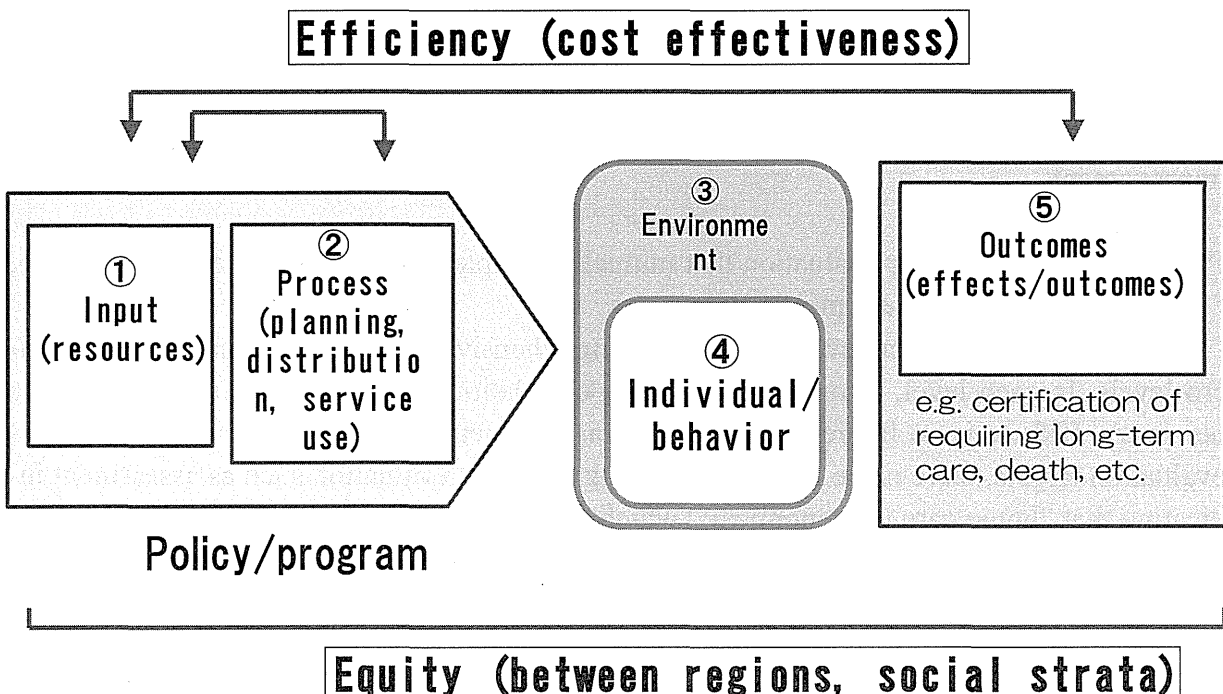 Efficiency (cost effectiveness)
①
Input
(resources)
②
Process
(planning,
distributio
n, service
use)
③
Environme
nt
④
Individual/
behavior
⑤
Outcomes
(effects/outcomes)
e.g. certification of
requiring long-term
care, death, etc.
Policy/program
Equity (between regions, social strata)